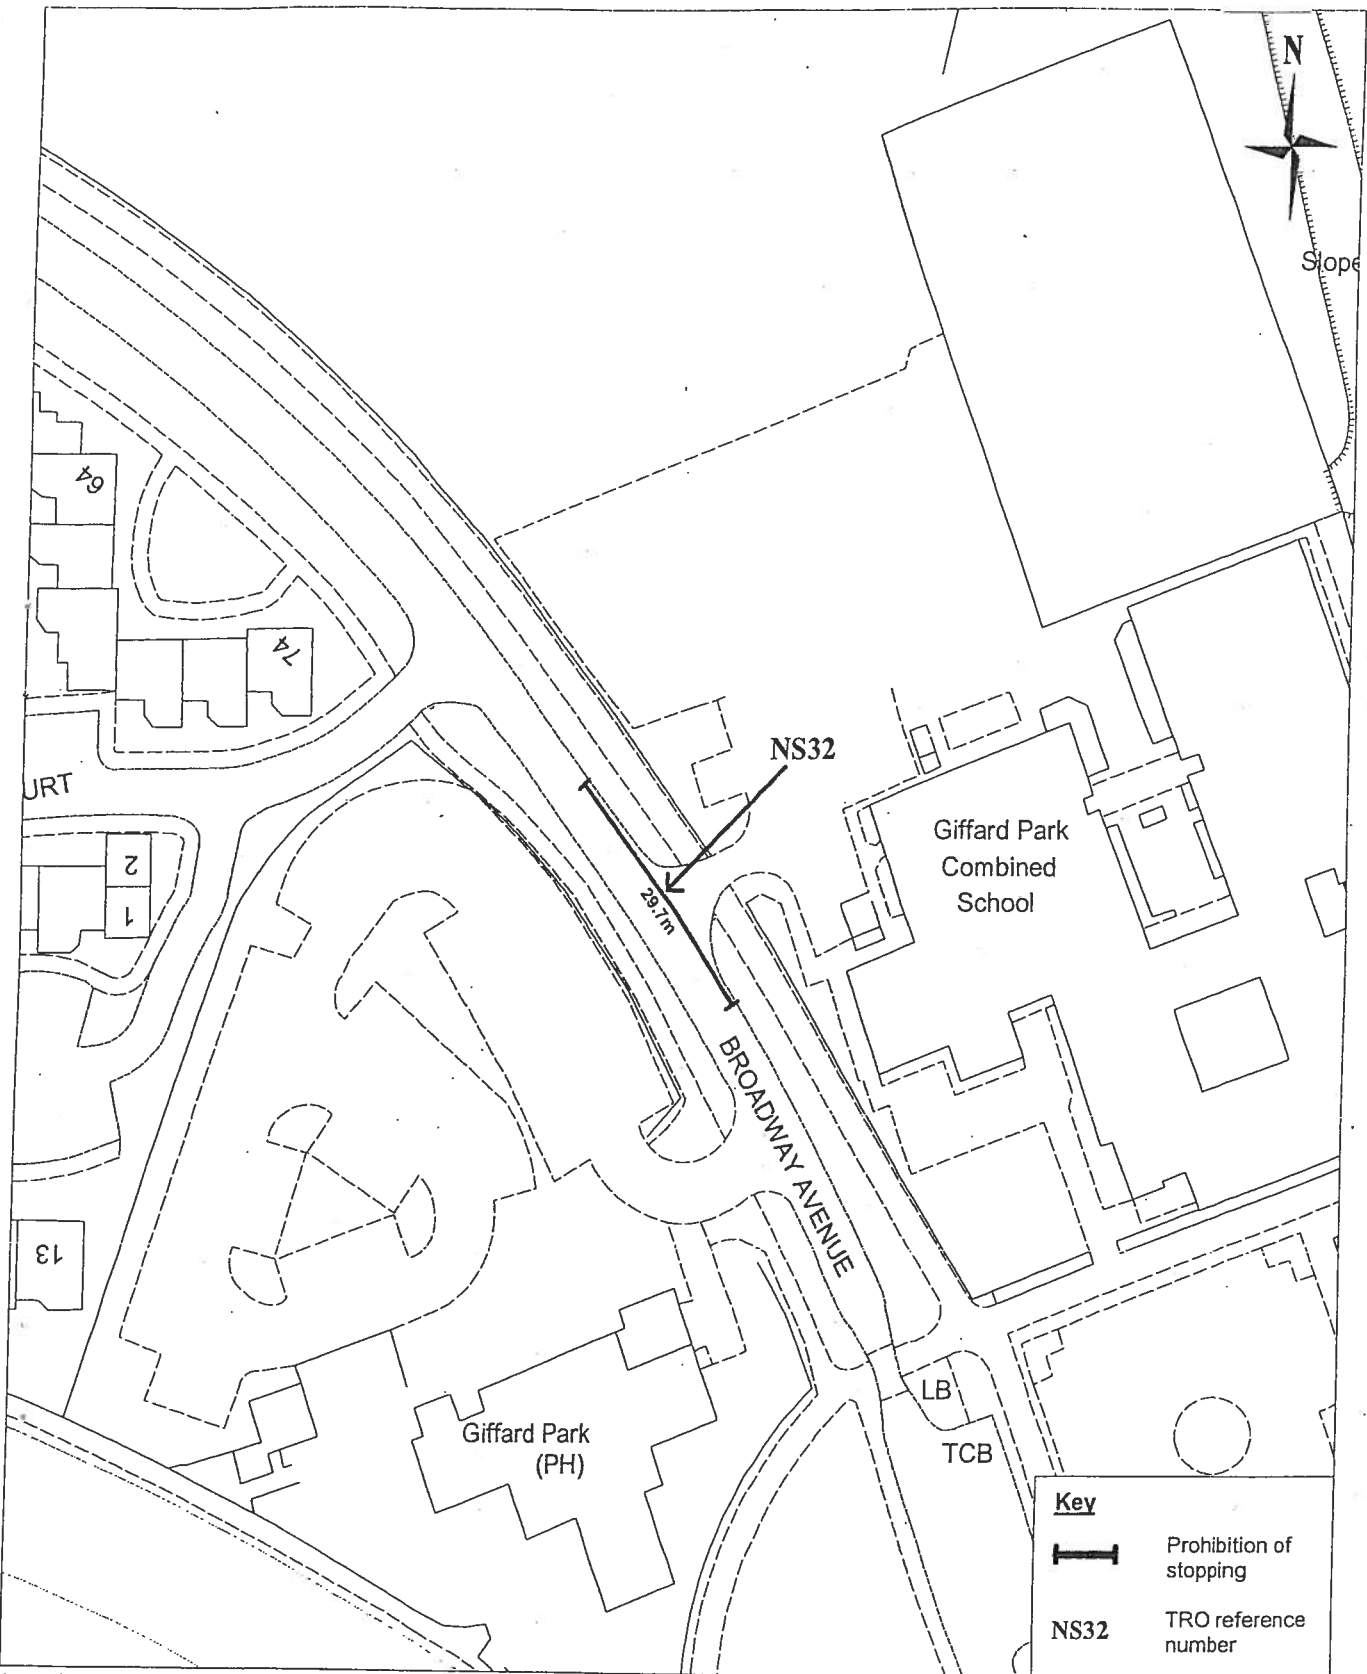 N
Slope
64
74
NS32
URT
29.7m
Giffard Park
Combined
School
2
1
BROADWAY AVENUE
13
LB
Giffard Park
(PH)
TCB
Key
Prohibition of
stopping
NS32
TRO reference
number